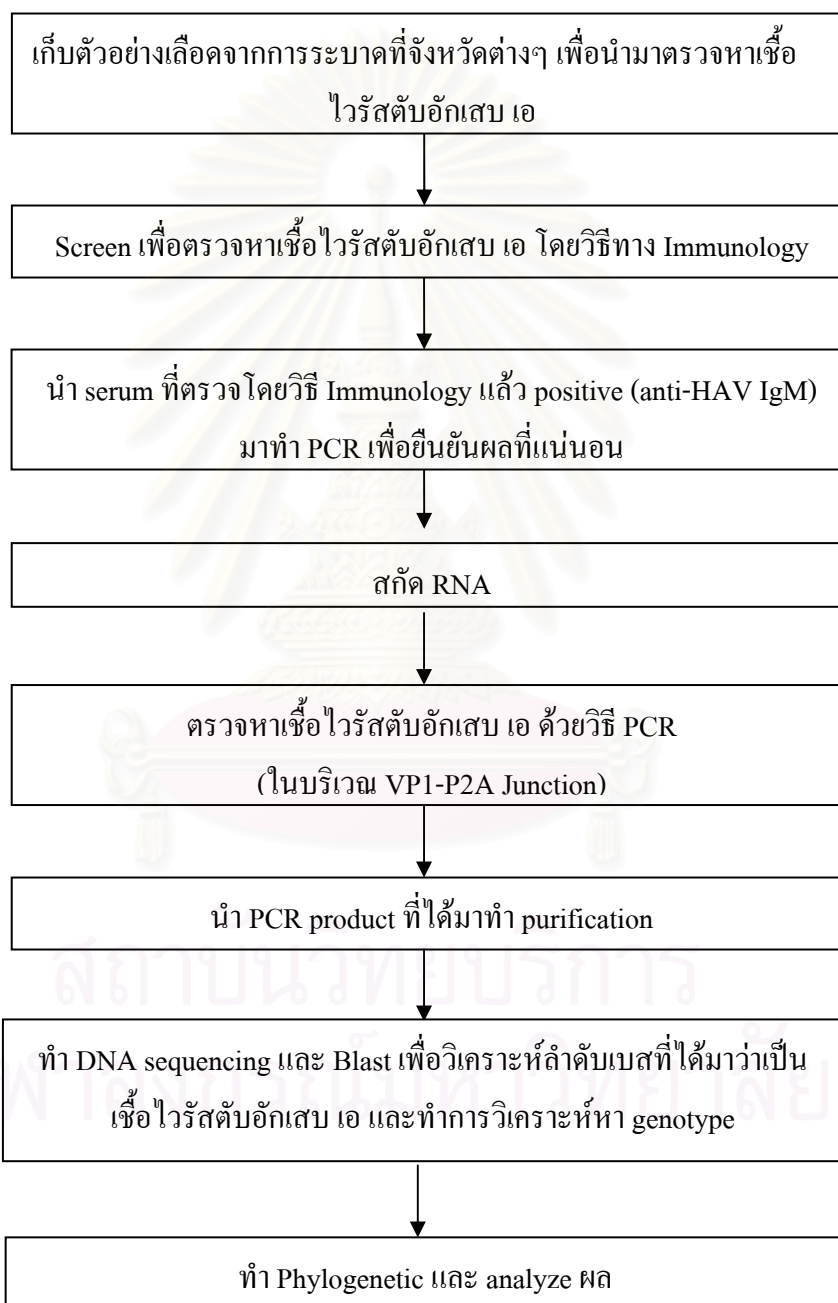 เก็บตัวอย่างเลือดจากการระบาดที่จังหวัดต่างๆ เพื่อนำมาตรวจหาเชื้อ
ไวรัสตับอักเสบ เอ
Screen เพื่อตรวจหาเชื้อไวรัสตับอักเสบ เอ โดยวิธีทาง Immunology
นำ serum ที่ตรวจโดยวิธี Immunology แล้ว positive (anti-HAV IgM)
มาทำ PCR เพื่อยืนยันผลที่แน่นอน
สกัด RNA
ตรวจหาเชื้อไวรัสตับอักเสบ เอ ด้วยวิธี PCR
(ในบริเวณ VP1-P2A Junction)
นำ PCR product ที่ได้มาทำ purification
สถาบันวิทยบริการ
ทำ DNA sequencing และ Blast เพื่อวิเคราะห์ลำดับเบสที่ได้มาว่าเป็น
เชื้อไวรัสตับอักเสบ เอ และทำการวิเคราะห์หา genotype
ทำ Phylogenetic และ analyze ผล